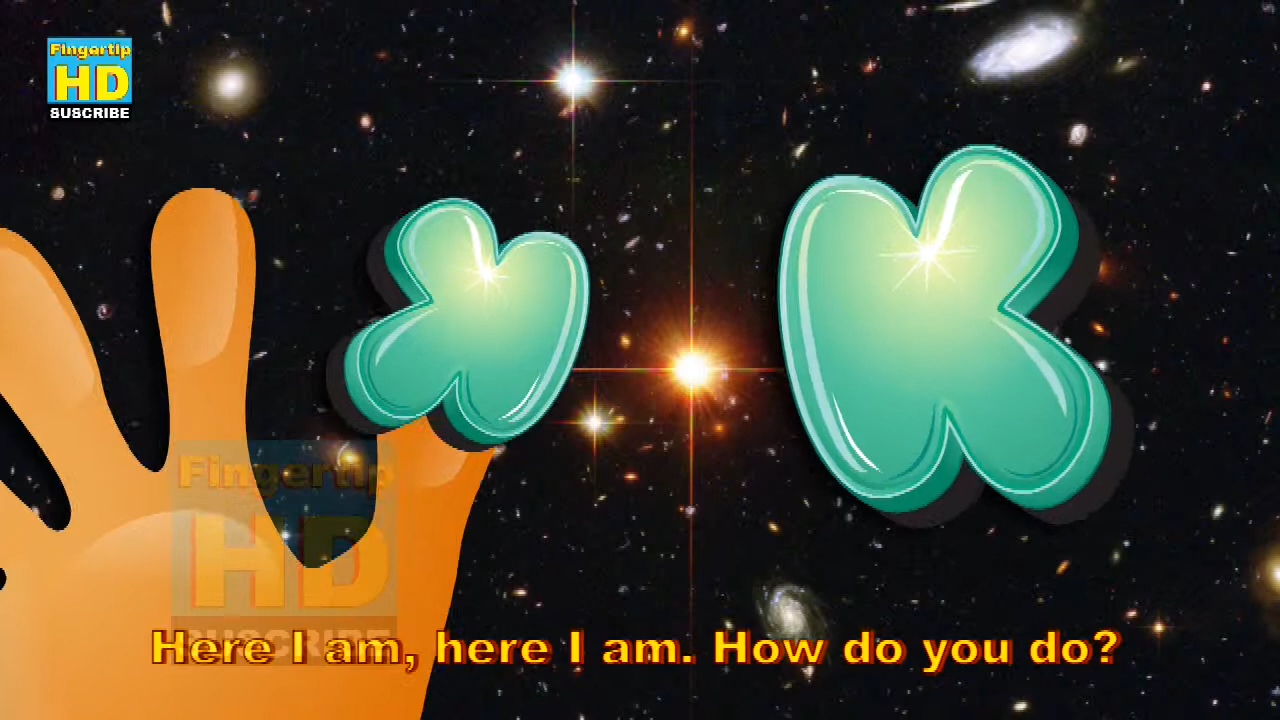 Fingertip
HD
SUSCRIBE
K
K
Fingertip
HD
SUSCRIBE
Here I am, here I am. How do you do?